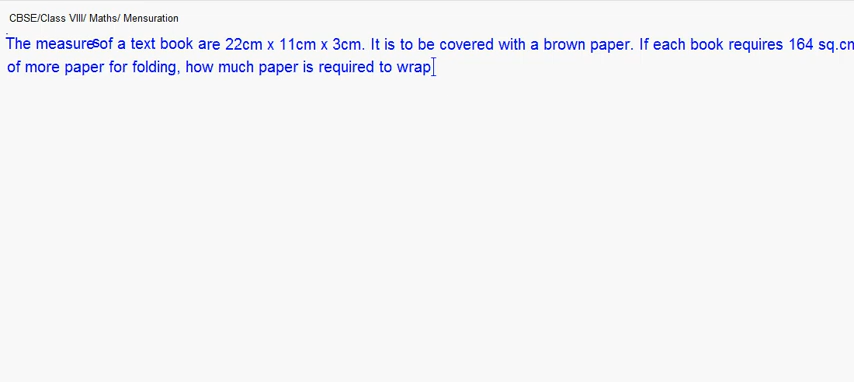 CBSE/Class VIII/ Maths/ Mensuration
The measures of a text book are 22cm x 11cm x 3cm. It is to be covered with a brown paper. If each book requires 164 sq.cm
of more paper for folding, how much paper is required to wrap